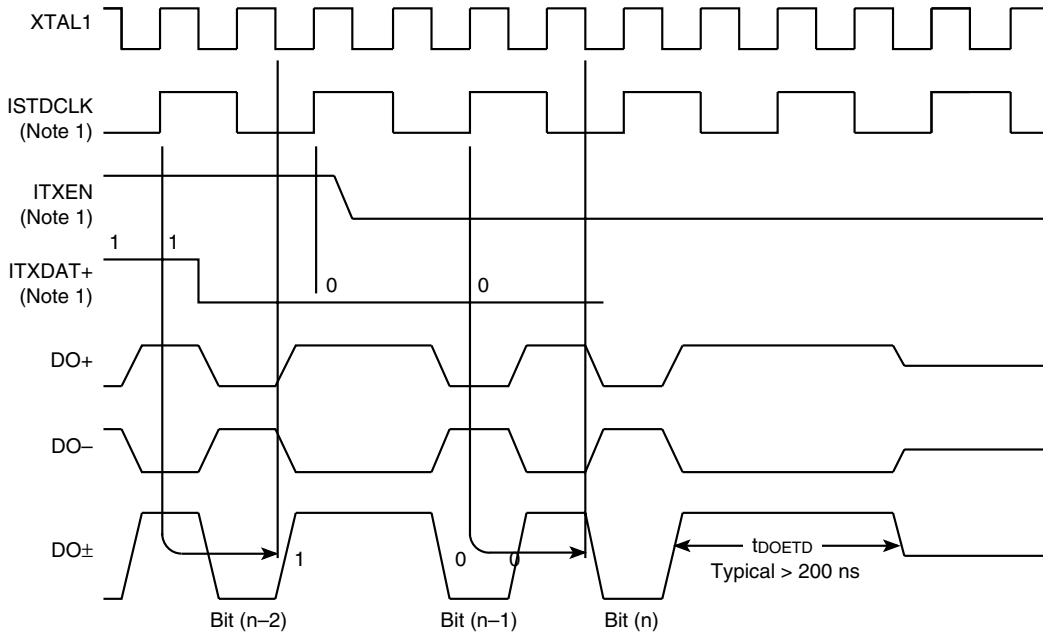 XTAL1
ISTDCLK
(Note 1)
ITXEN
(Note 1)
1 1
ITXDAT+
(Note 1)
0 0
DO+
DO–
DO±
1 0 0
tDOETD
Typical > 200 ns
Bit (n–2) Bit (n–1) Bit (n)